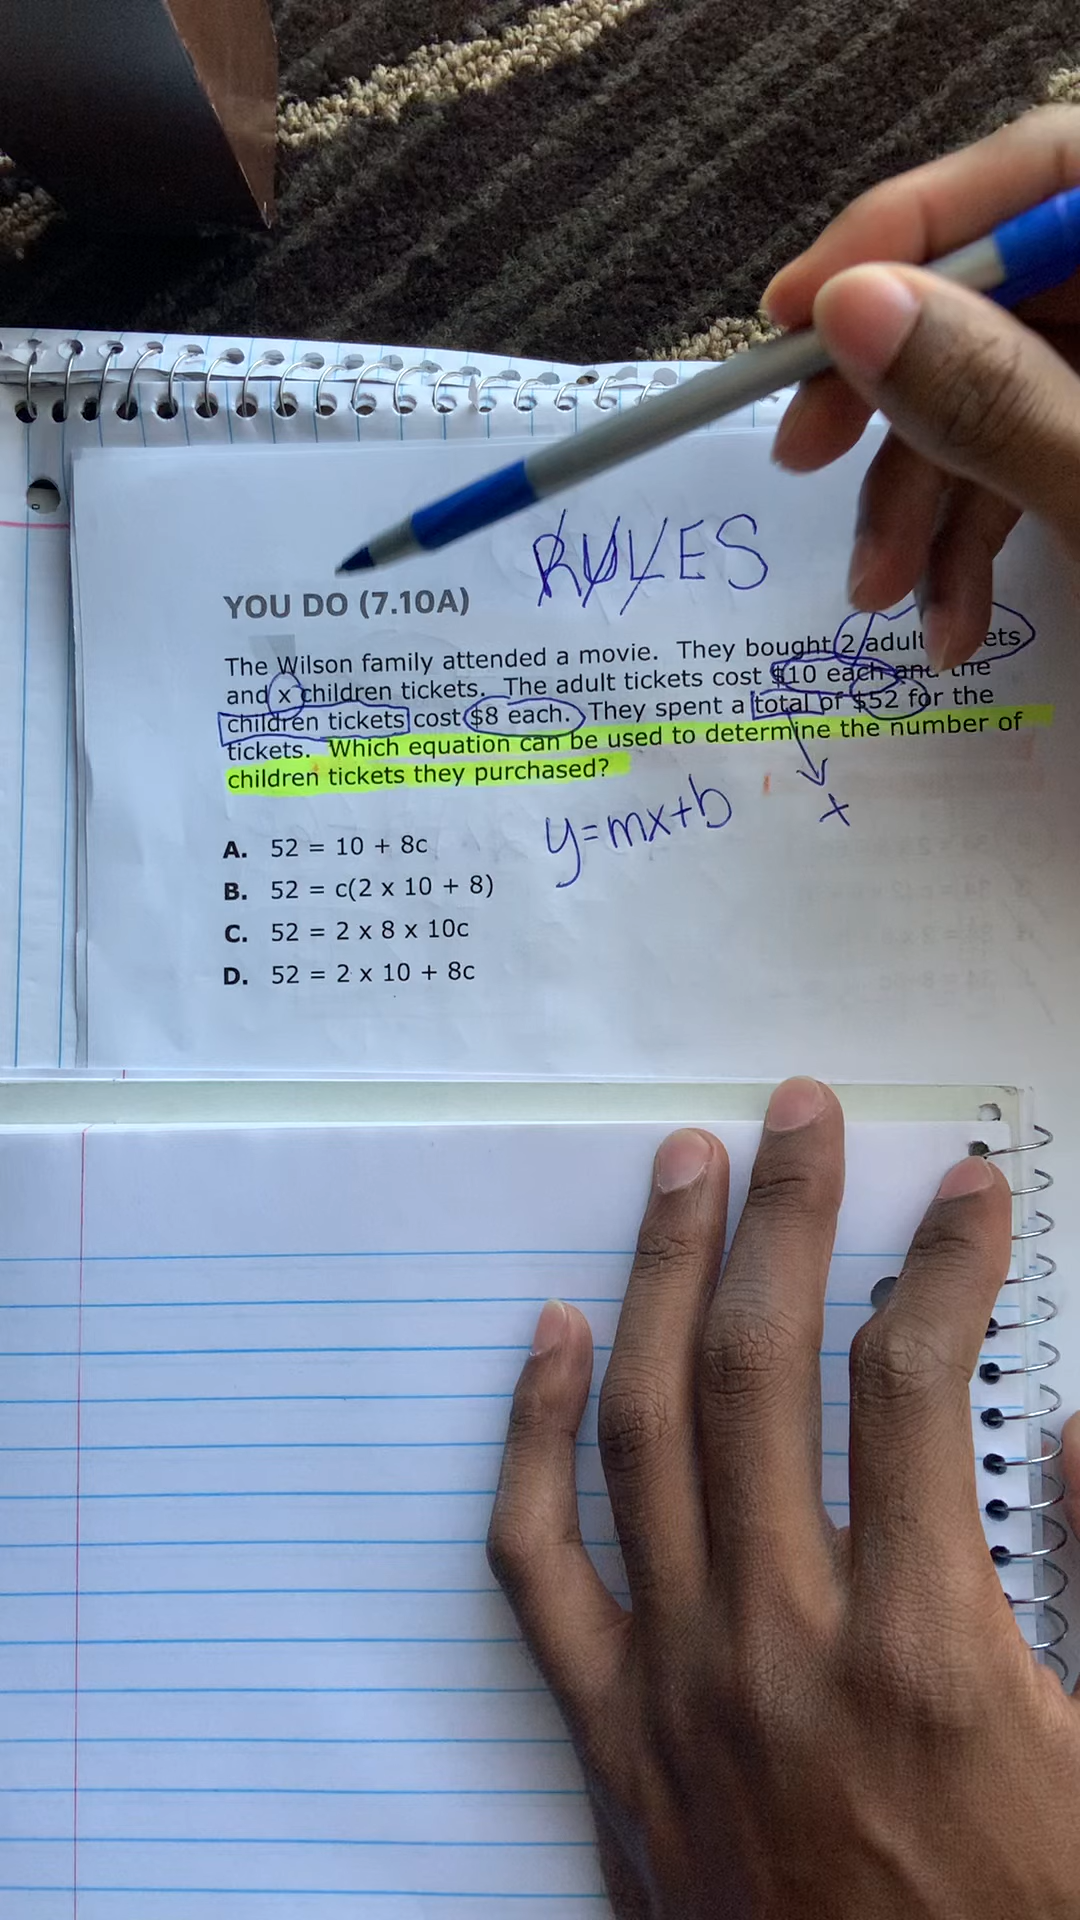 RULES
YOU DO (7.10A)
The Wilson family attended a movie. They bought 2 adult
and x children tickets. The adult tickets cost $10 each and the
children tickets cost $8 each. They spent a total of $52 for the
tickets. Which equation can be used to determine the number of
children tickets they purchased?
y=mx+b
+
A. 52 = 10 + 8c
B. 52 = c(2 x 10 + 8)
C. 52 = 2 x 8 x 10c
D. 52 = 2 x 10 + 8c